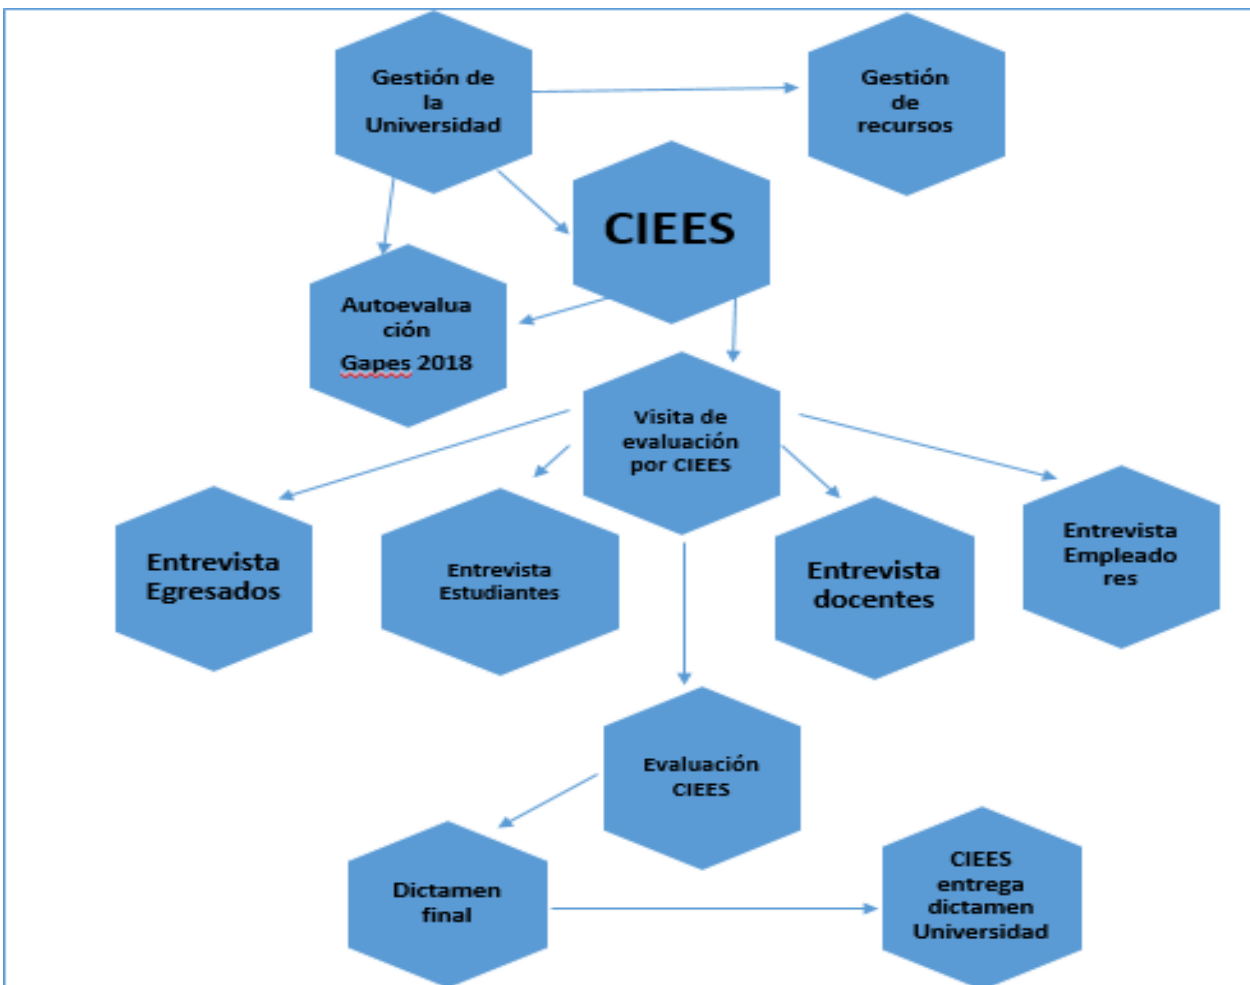 Gestión de
la
Universidad
Gestión
de
recursos
CIEES
Autoevalua
ción
Gapes 2018
Visita de
evaluación
por CIEES
Entrevista
Egresados
Entrevista
Estudiantes
Entrevista
docentes
Entrevista
Empleado
res
Evaluación
CIEES
Dictamen
final
CIEES
entrega
dictamen
Universidad